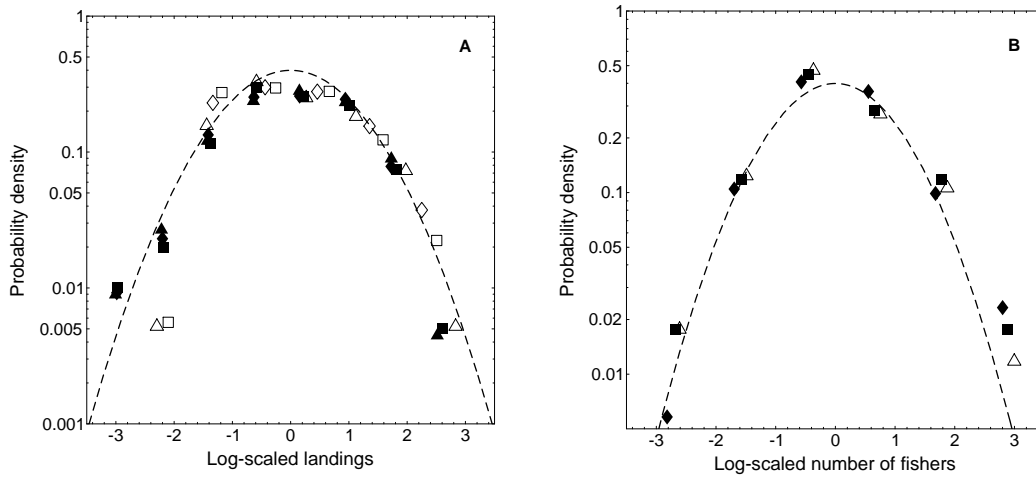 A
Probability density
1
0.5
0.1
0.05
0.01
0.005
0.001
-3 -2 -1 0 1 2 3
Log-scaled landings
B
Probability density
1
0.5
0.2
0.1
0.05
0.02
0.01
-3 -2 -1 0 1 2 3
Log-scaled number of fishers